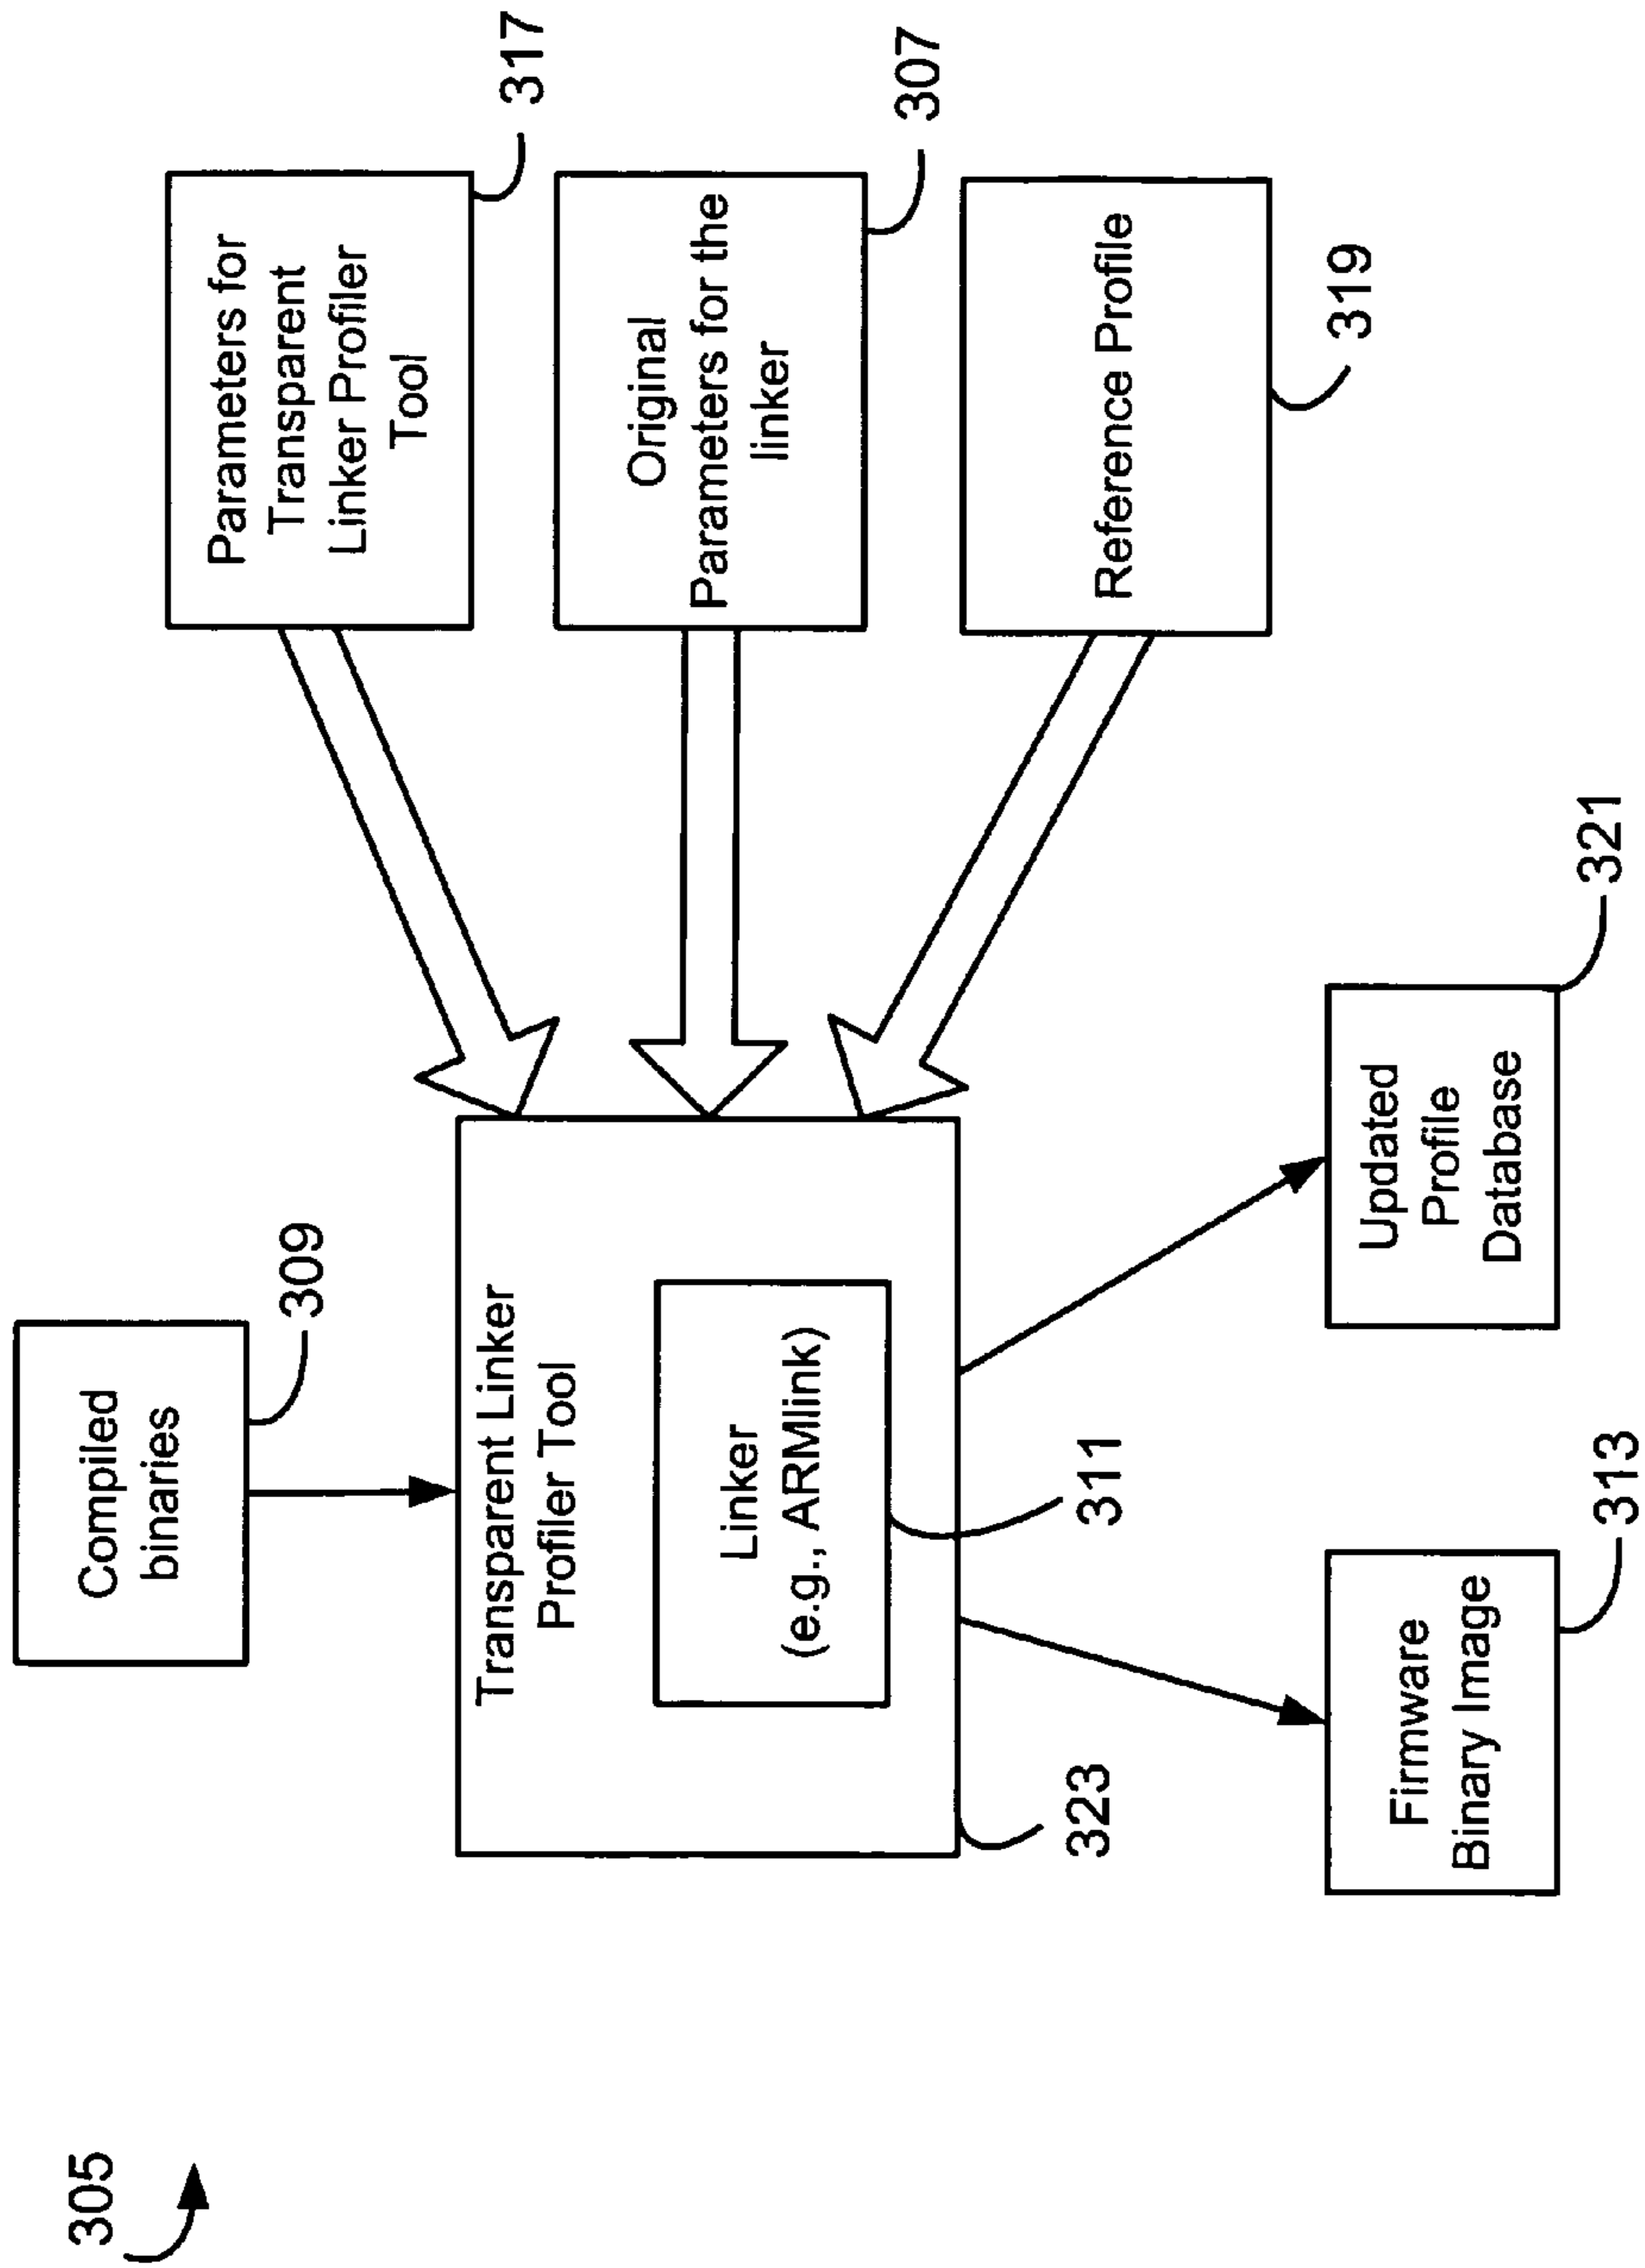 305
Compiled
binaries
309
Parameters for
Transparent
Linker Profiler
Tool
317
Transparent Linker
Profiler Tool
Linker
(e.g., ARMlink)
311
323
Original
Parameters for the
linker
307
Reference Profile
319
Firmware
Binary Image
313
Updated
Profile
Database
321